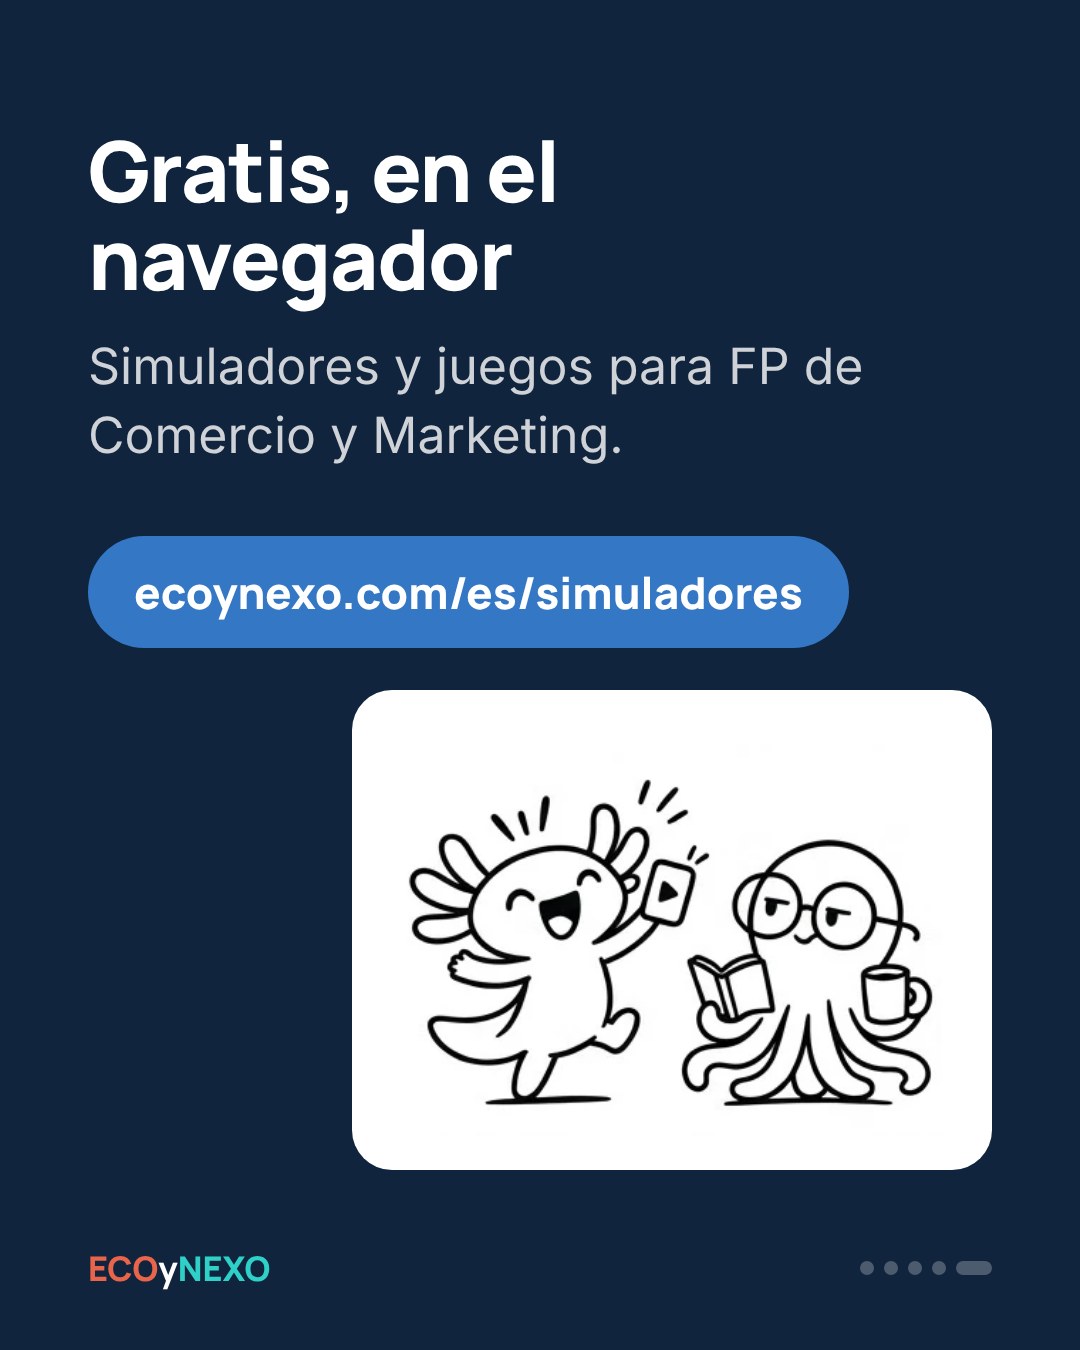 Gratis, en el
navegador
Simuladores y juegos para FP de
Comercio y Marketing.
ecoynexo.com/es/simuladores
ECOyNEXO